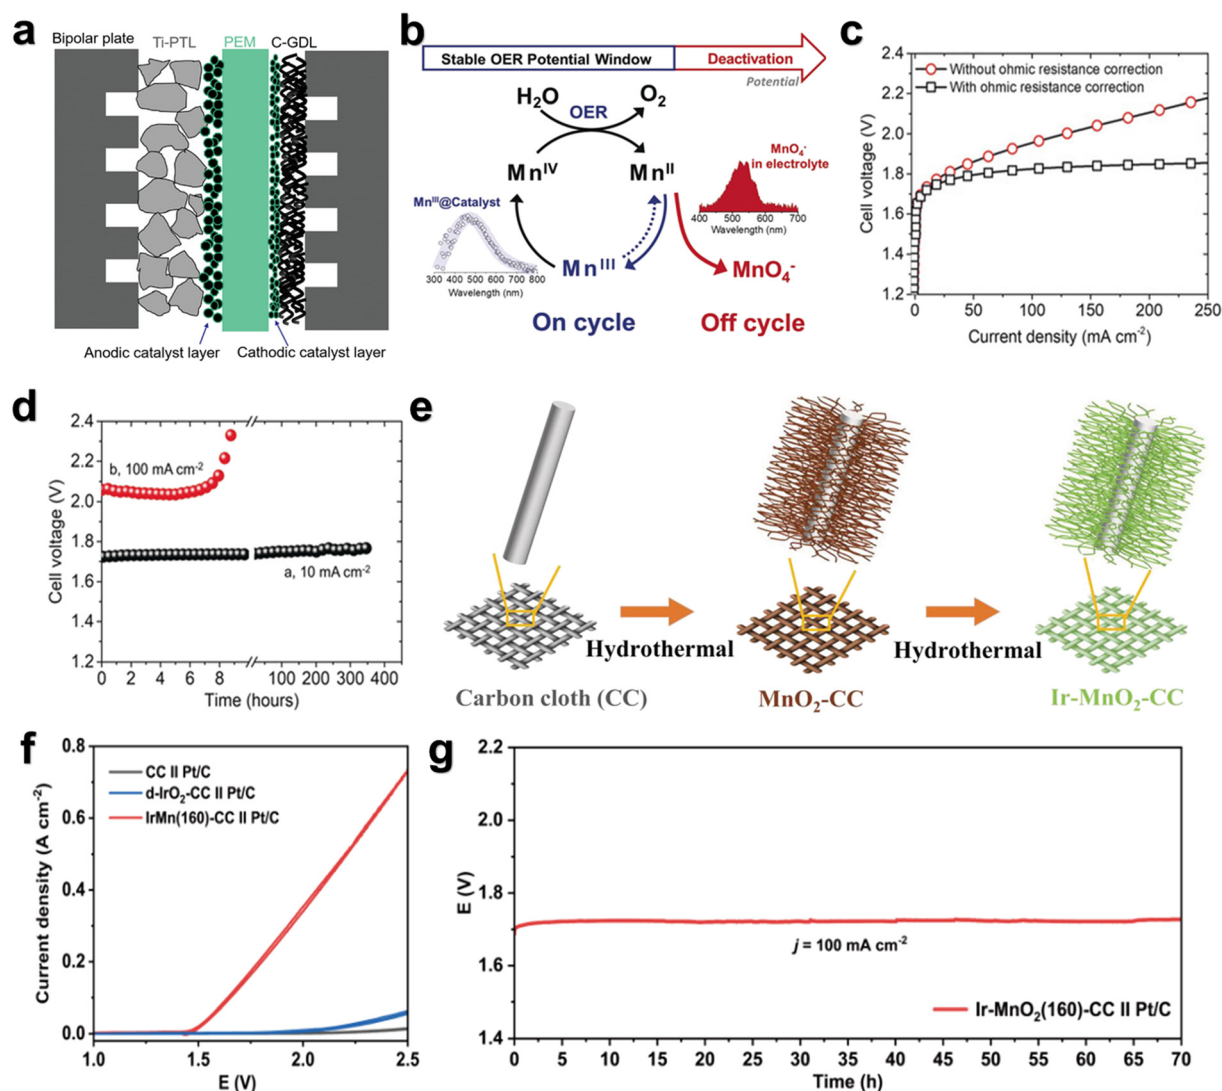 a
Bipolar plate
Ti-PTL
PEM
C-GDL
Anodic catalyst layer
Cathodic catalyst layer
b
Stable OER Potential Window
Deactivation
Potential
H₂O
O₂
OER
Mnᴵⱽ
Mnᴵᴵ
MnO₄⁻
in electrolyte
400 500 600 700
Wavelength (nm)
Mnᴵᴵᴵ@Catalyst
300 400 500 600 700 800
Wavelength (nm)
Mnᴵᴵᴵ
MnO₄⁻
On cycle
Off cycle
c
Without ohmic resistance correction
With ohmic resistance correction
Cell voltage (V)
2.4
2.2
2.0
1.8
1.6
1.4
1.2
0 50 100 150 200 250
Current density (mA cm⁻²)
d
Cell voltage (V)
2.4
2.2
2.0
1.8
1.6
1.4
1.2
b, 100 mA cm⁻²
a, 10 mA cm⁻²
0 2 4 6 8 100 200 300 400
Time (hours)
e
Hydrothermal
Hydrothermal
Carbon cloth (CC)
MnO₂-CC
Ir-MnO₂-CC
f
CC II Pt/C
d-IrO₂-CC II Pt/C
IrMn(160)-CC II Pt/C
Current density (A cm⁻²)
0.8
0.6
0.4
0.2
0.0
1.0 1.5 2.0 2.5
E (V)
g
E (V)
2.2
2.0
1.8
1.6
1.4
j = 100 mA cm⁻²
Ir-MnO₂(160)-CC II Pt/C
0 5 10 15 20 25 30 35 40 45 50 55 60 65 70
Time (h)